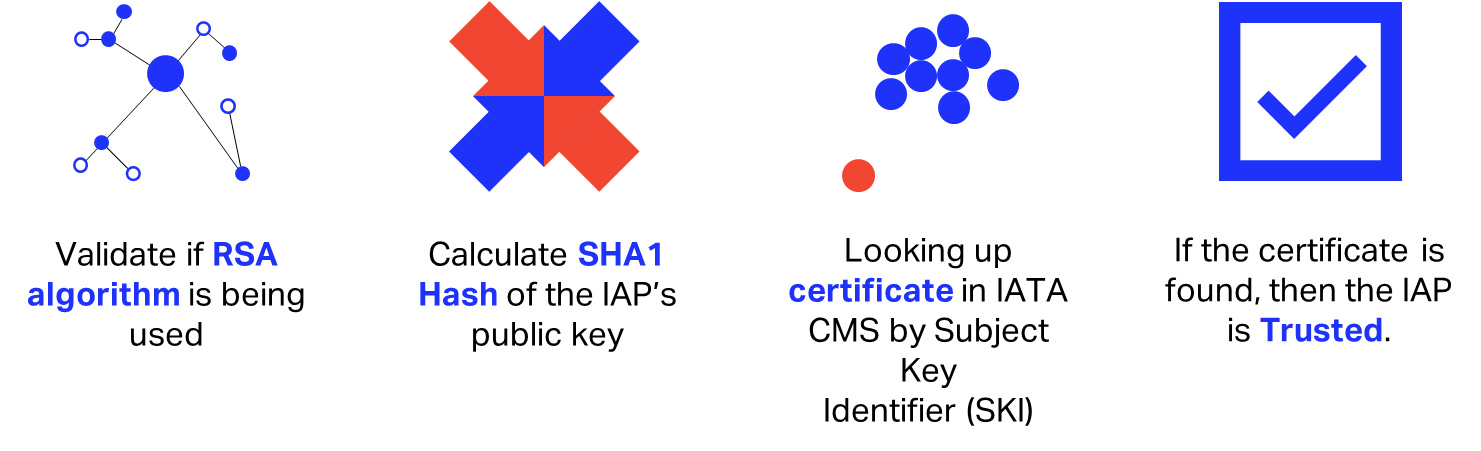 Validate if RSA
algorithm is being
used
Calculate SHA1
Hash of the IAP’s
public key
Looking up
certificate in IATA
CMS by Subject
Key
Identifier (SKI)
If the certificate is
found, then the IAP
is Trusted.